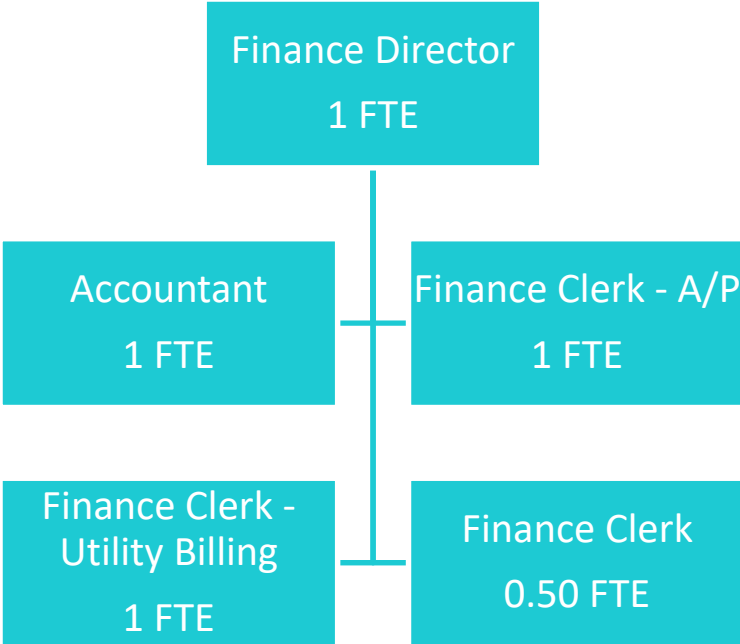 Finance Director
1 FTE
Accountant
1 FTE
Finance Clerk - A/P
1 FTE
Finance Clerk -
Utility Billing
1 FTE
Finance Clerk
0.50 FTE